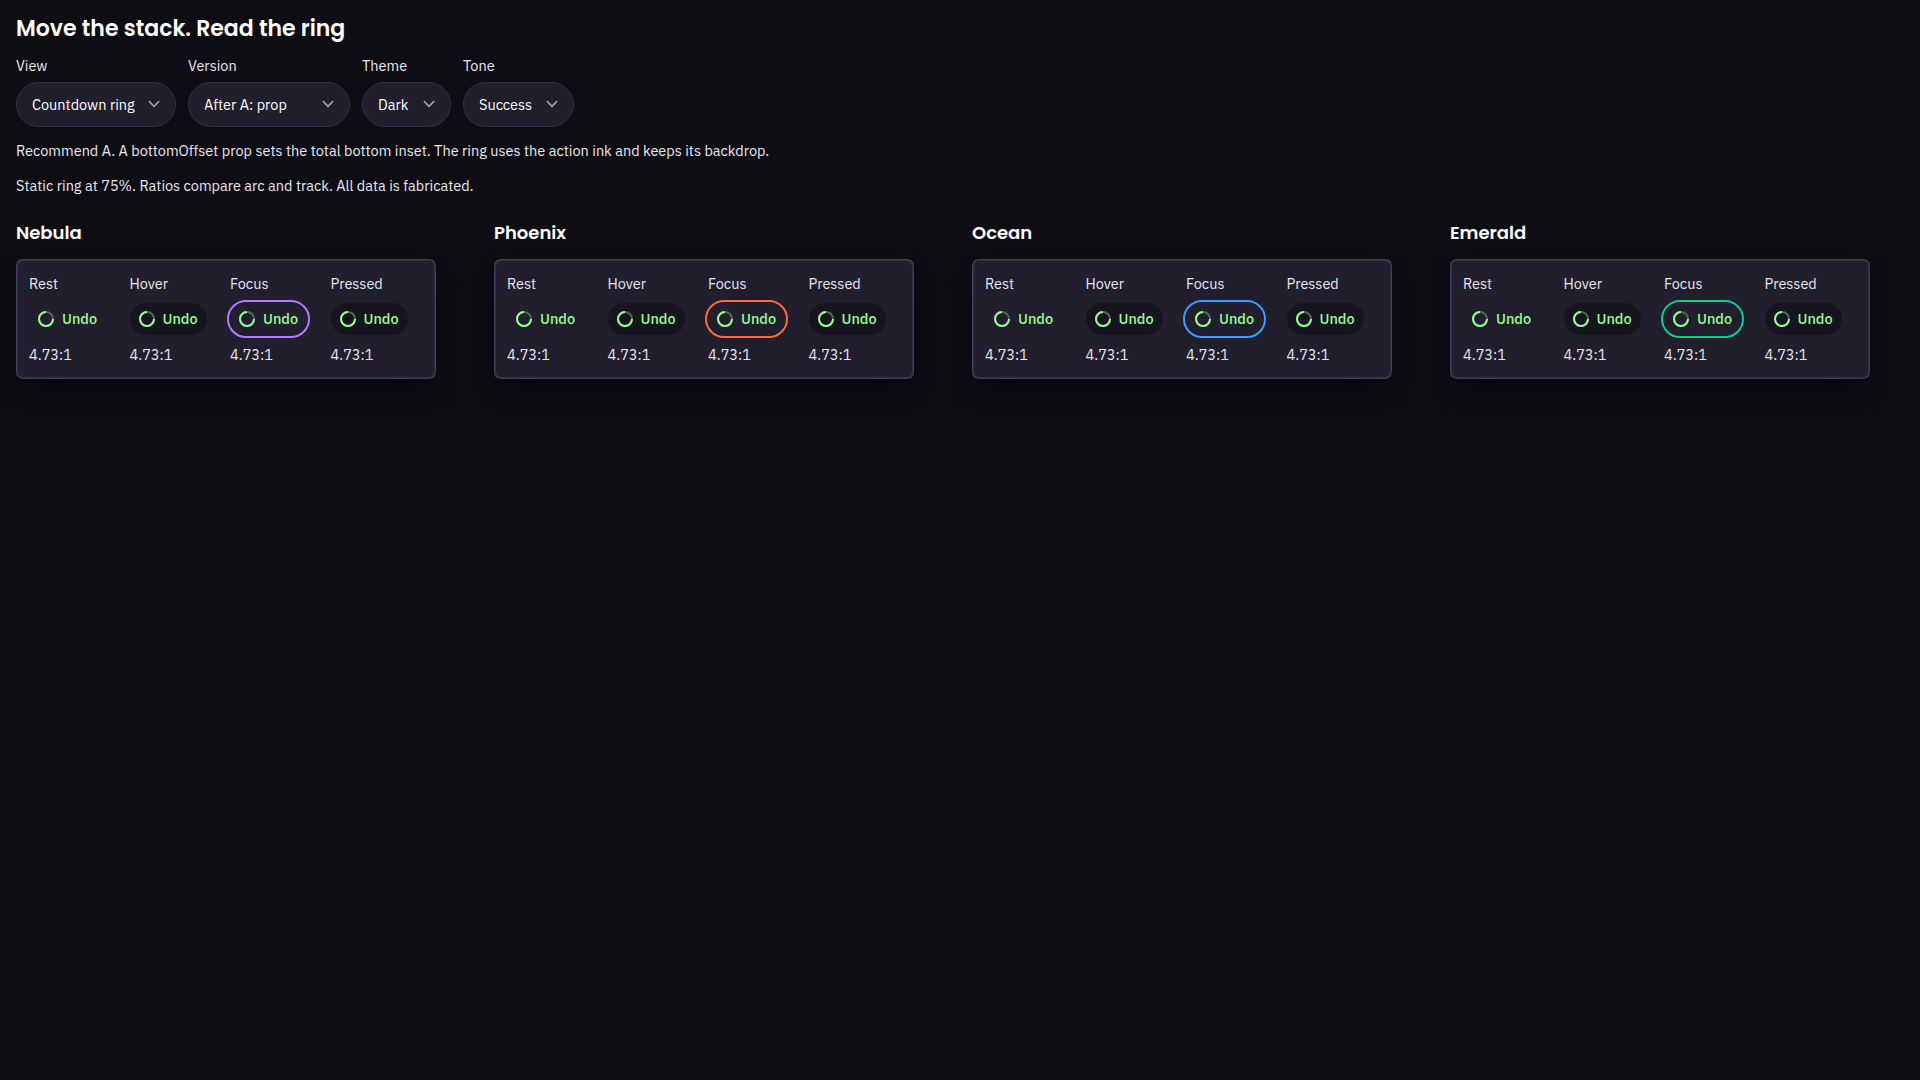 Move the stack. Read the ring
View Version Theme Tone
Countdown ring After A: prop Dark Success
Recommend A. A bottomOffset prop sets the total bottom inset. The ring uses the action ink and keeps its backdrop.
Static ring at 75%. Ratios compare arc and track. All data is fabricated.
Nebula Phoenix Ocean Emerald
Rest Hover Focus Pressed Rest Hover Focus Pressed Rest Hover Focus Pressed Rest Hover Focus Pressed
Undo Undo Undo Undo Undo Undo Undo Undo Undo Undo Undo Undo Undo Undo Undo Undo
4.73:1 4.73:1 4.73:1 4.73:1 4.73:1 4.73:1 4.73:1 4.73:1 4.73:1 4.73:1 4.73:1 4.73:1 4.73:1 4.73:1 4.73:1 4.73:1